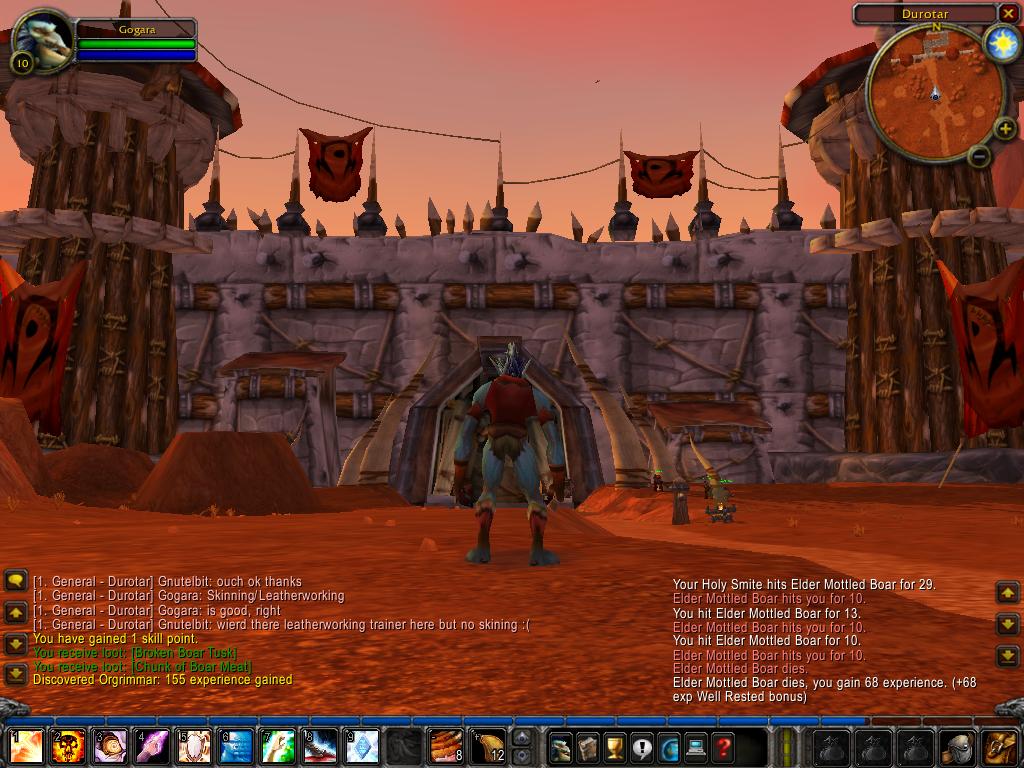 Gogara
10
Durotar
N
[1. General - Durotar] Gnutelbit: ouch ok thanks
[1. General - Durotar] Gogara: Skinning/Leatherworking
[1. General - Durotar] Gogara: is good, right
[1. General - Durotar] Gnutelbit: wierd there leatherworking trainer here but no skining :(
You have gained 1 skill point.
You receive loot: [Broken Boar Tusk]
You receive loot: [Chunk of Boar Meat]
Discovered Orgrimmar: 155 experience gained
Your Holy Smite hits Elder Mottled Boar for 29.
Elder Mottled Boar hits you for 10.
You hit Elder Mottled Boar for 13.
Elder Mottled Boar hits you for 10.
You hit Elder Mottled Boar for 10.
Elder Mottled Boar hits you for 10.
Elder Mottled Boar dies.
Elder Mottled Boar dies, you gain 68 experience. (+68
exp Well Rested bonus)
1 2 3 4 5 6 7 8 9
8 12